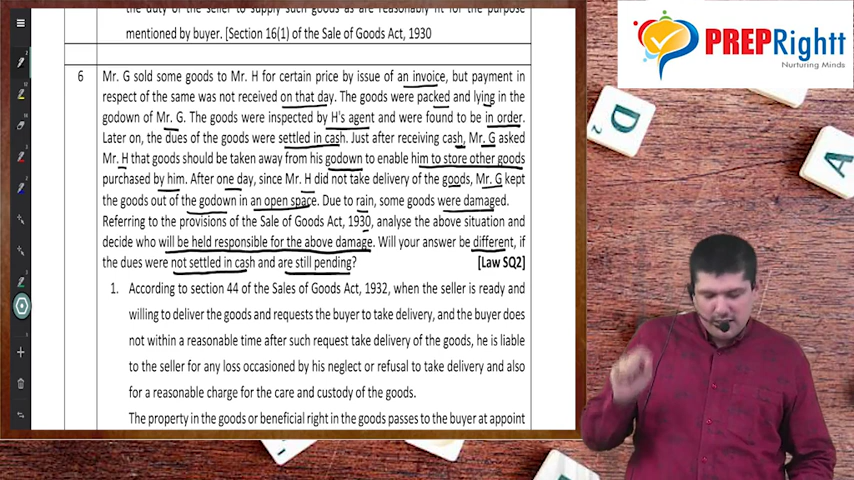 the duty of the seller to supply such goods as are reasonably fit for the purpose
mentioned by buyer. [Section 16(1) of the Sale of Goods Act, 1930
6
Mr. G sold some goods to Mr. H for certain price by issue of an invoice, but payment in
respect of the same was not received on that day. The goods were packed and lying in the
godown of Mr. G. The goods were inspected by H's agent and were found to be in order.
Later on, the dues of the goods were settled in cash. Just after receiving cash, Mr. G asked
Mr. H that goods should be taken away from his godown to enable him to store other goods
purchased by him. After one day, since Mr. H did not take delivery of the goods, Mr. G kept
the goods out of the godown in an open space. Due to rain, some goods were damaged.
Referring to the provisions of the Sale of Goods Act, 1930, analyse the above situation and
decide who will be held responsible for the above damage. Will your answer be different, if
the dues were not settled in cash and are still pending? [Law SQ2]
1. According to section 44 of the Sales of Goods Act, 1932, when the seller is ready and
willing to deliver the goods and requests the buyer to take delivery, and the buyer does
not within a reasonable time after such request take delivery of the goods, he is liable
to the seller for any loss occasioned by his neglect or refusal to take delivery and also
for a reasonable charge for the care and custody of the goods.
The property in the goods or beneficial right in the goods passes to the buyer at appoint
PREPRightt
Nurturing Minds
D
2
A
D